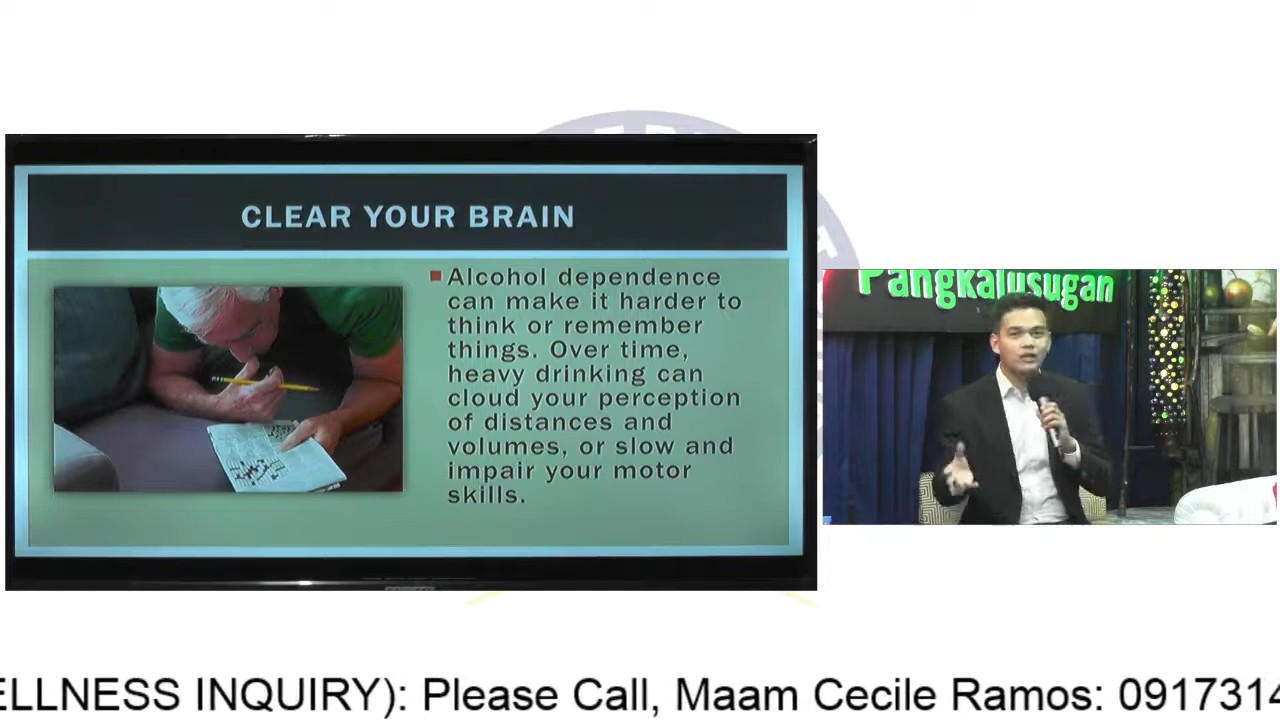 CLEAR YOUR BRAIN
Alcohol dependence
can make it harder to
think or remember
things. Over time,
heavy drinking can
cloud your perception
of distances and
volumes, or slow and
impair your motor
skills.
Pangkalusugan
ELLNESS INQUIRY): Please Call, Maam Cecile Ramos: 0917314